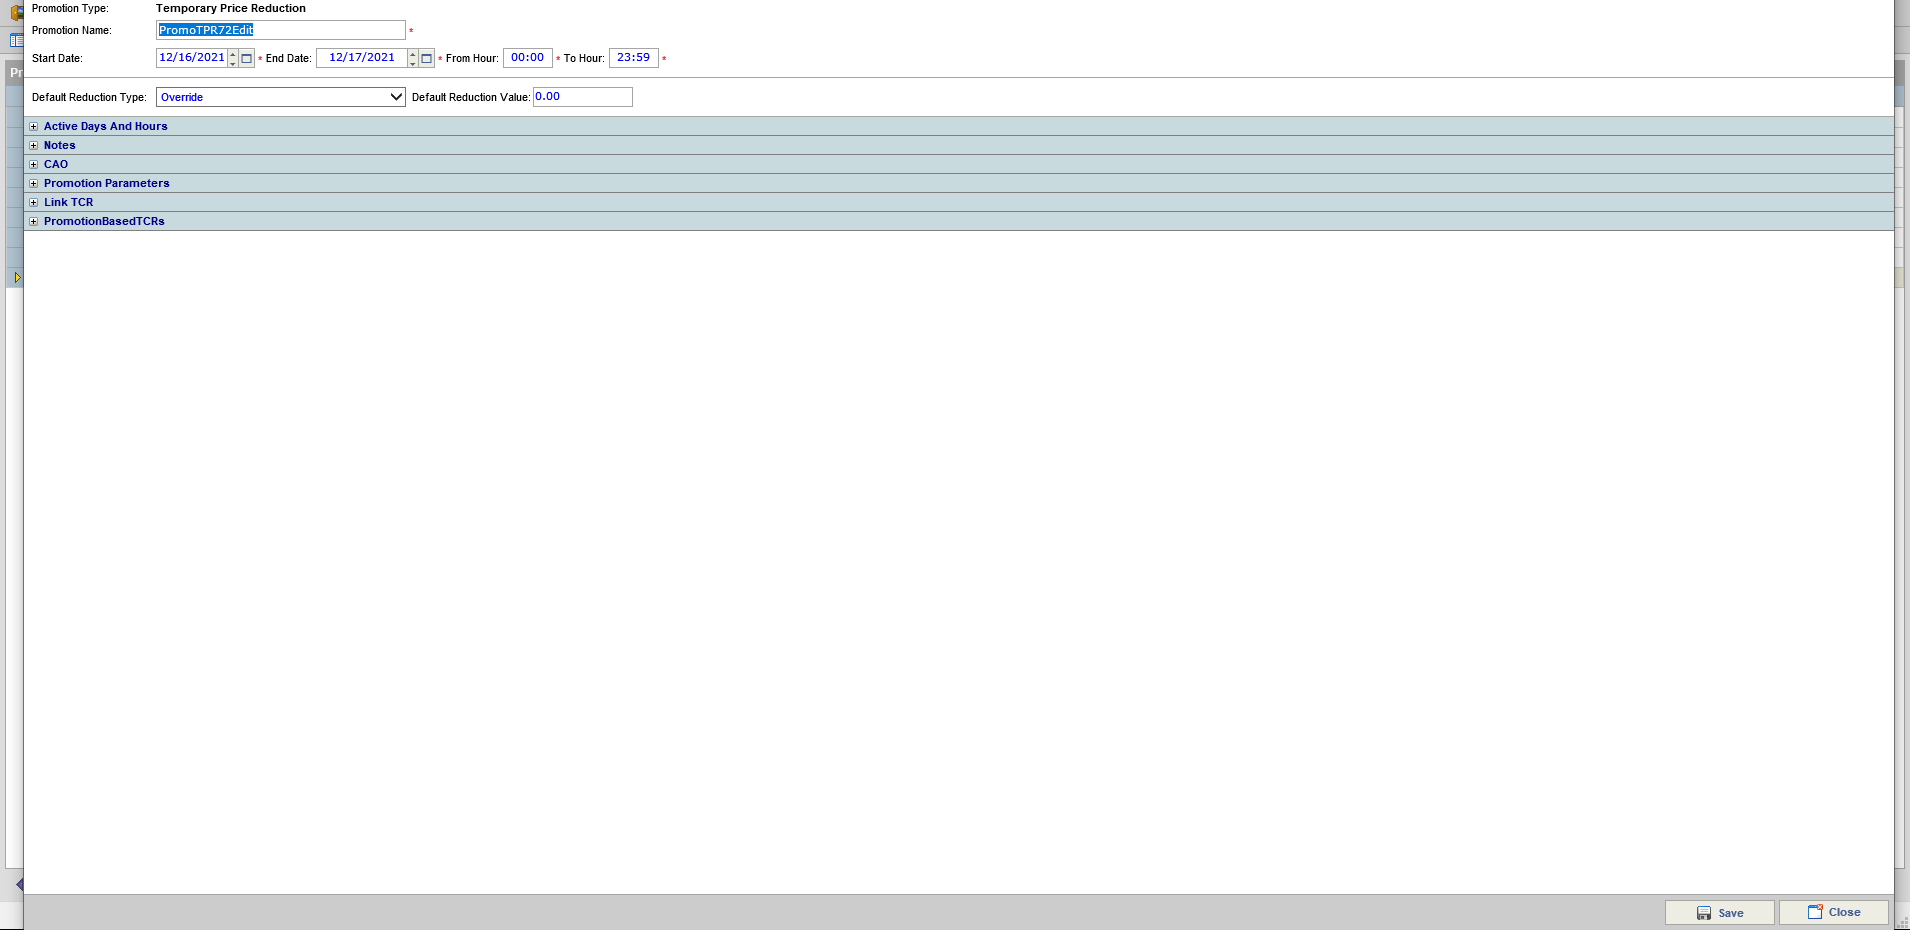 Promotion Type: Temporary Price Reduction
Promotion Name: PromoTPR72Edit *
Start Date: 12/16/2021 * End Date: 12/17/2021 * From Hour: 00:00 * To Hour: 23:59 *
Pr
Default Reduction Type: Override Default Reduction Value: 0.00
Active Days And Hours
Notes
CAO
Promotion Parameters
Link TCR
PromotionBasedTCRs
Save Close